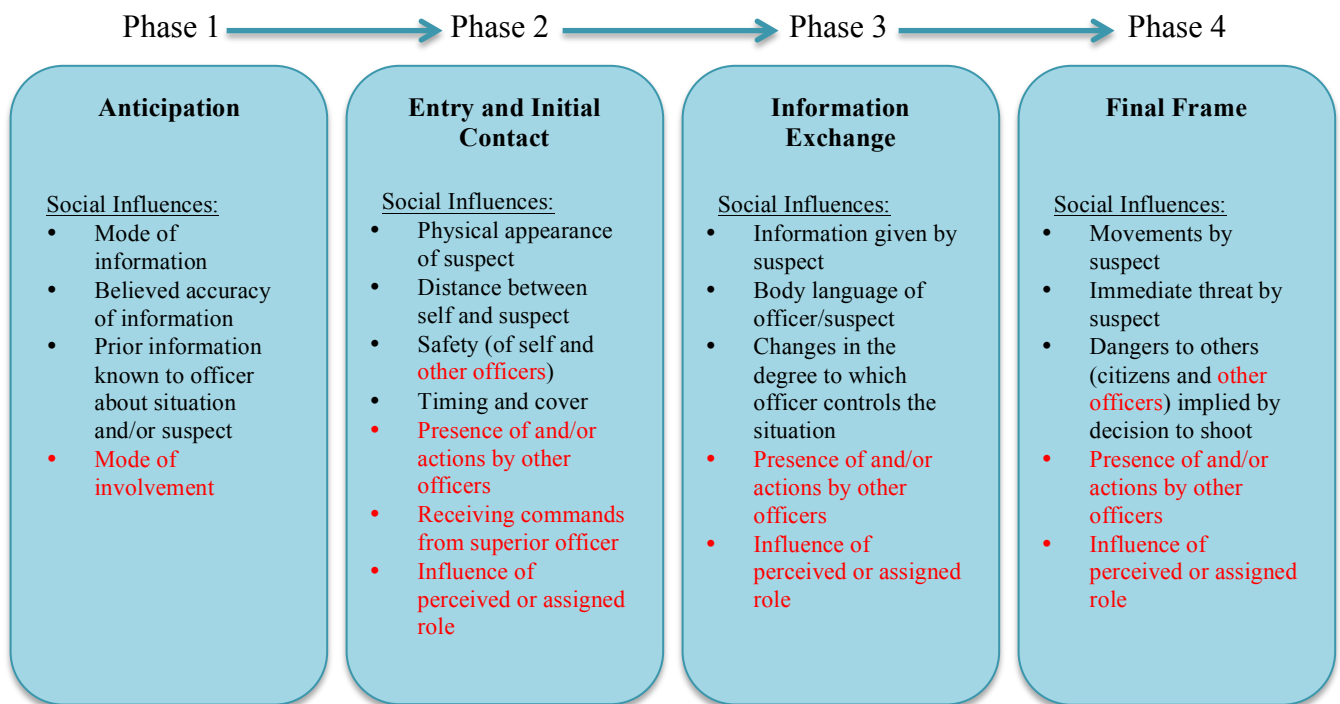 Phase 1
Phase 2
Phase 3
Phase 4
Anticipation
Social Influences:
• Mode of
information
• Believed accuracy
of information
• Prior information
known to officer
about situation
and/or suspect
• Mode of
involvement
Entry and Initial
Contact
Social Influences:
• Physical appearance
of suspect
• Distance between
self and suspect
• Safety (of self and
other officers)
• Timing and cover
• Presence of and/or
actions by other
officers
• Receiving commands
from superior officer
• Influence of
perceived or assigned
role
Information
Exchange
Social Influences:
• Information given by
suspect
• Body language of
officer/suspect
• Changes in the
degree to which
officer controls the
situation
• Presence of and/or
actions by other
officers
• Influence of
perceived or assigned
role
Final Frame
Social Influences:
• Movements by
suspect
• Immediate threat by
suspect
• Dangers to others
(citizens and other
officers) implied by
decision to shoot
• Presence of and/or
actions by other
officers
• Influence of
perceived or assigned
role